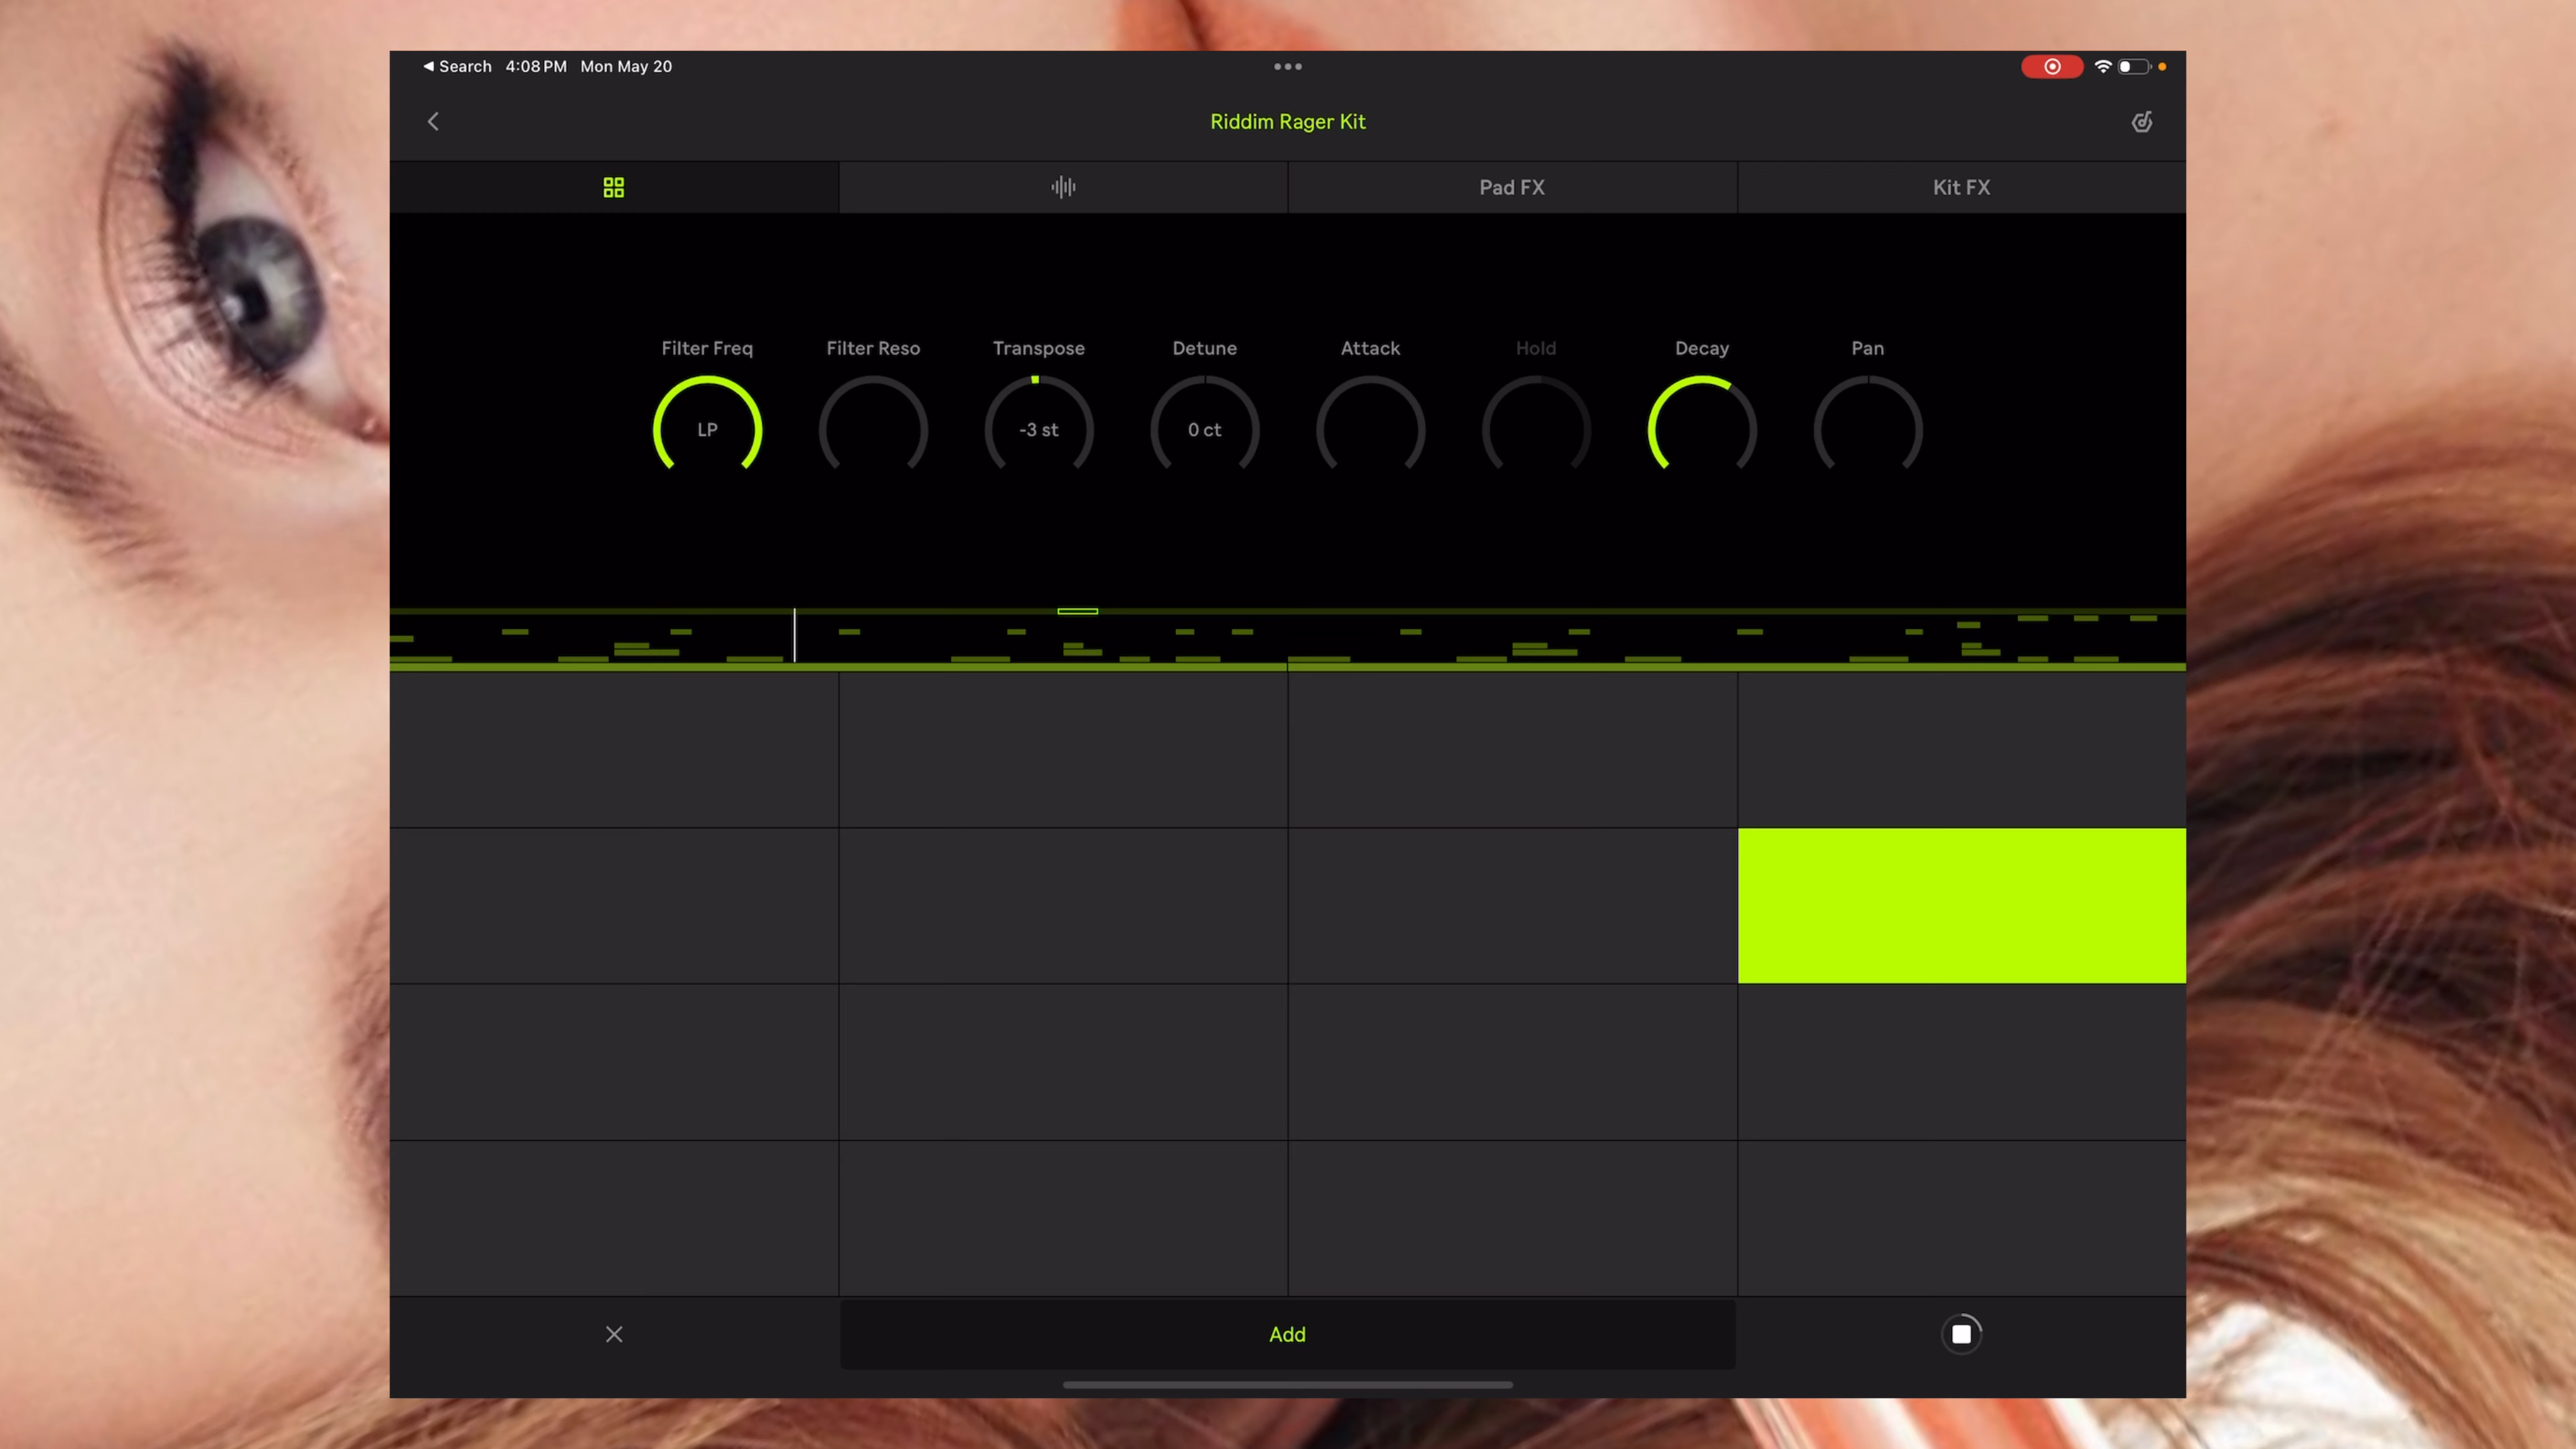 ◀ Search 4:08 PM Mon May 20
Riddim Rager Kit
Pad FX Kit FX
Filter Freq Filter Reso Transpose Detune Attack Hold Decay Pan
LP -3 st 0 ct
Add